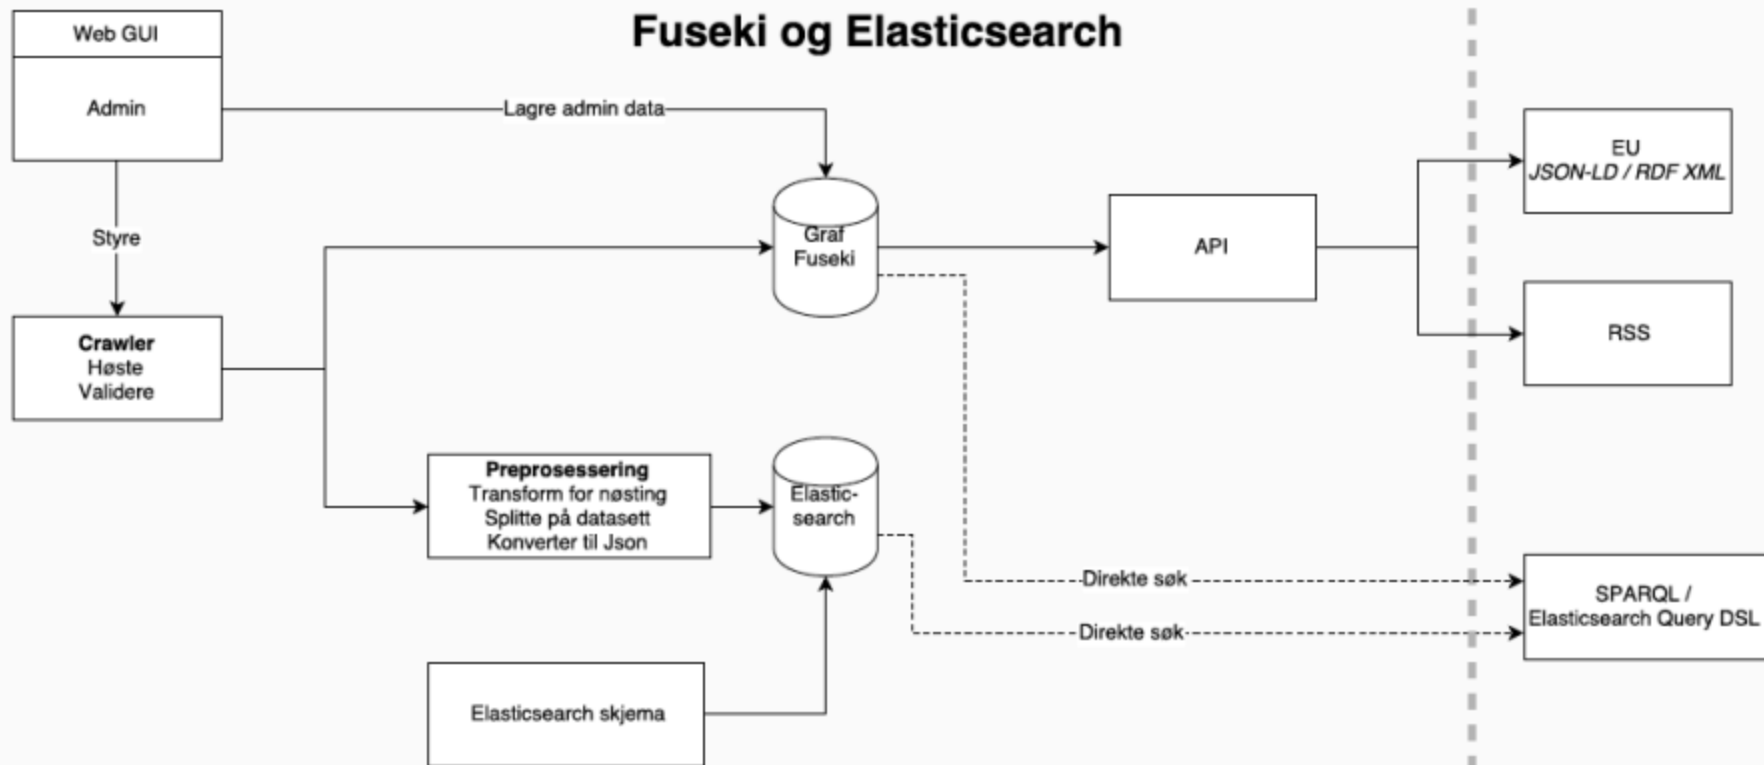 Fuseki og Elasticsearch
Web GUI
Admin
Lagre admin data
Styre
Crawler
Høste
Validere
Graf
Fuseki
API
EU
JSON-LD / RDF XML
RSS
Preprosessering
Transform for nøsting
Splitte på datasett
Konverter til Json
Elastic-
search
Direkte søk
Direkte søk
SPARQL /
Elasticsearch Query DSL
Elasticsearch skjema